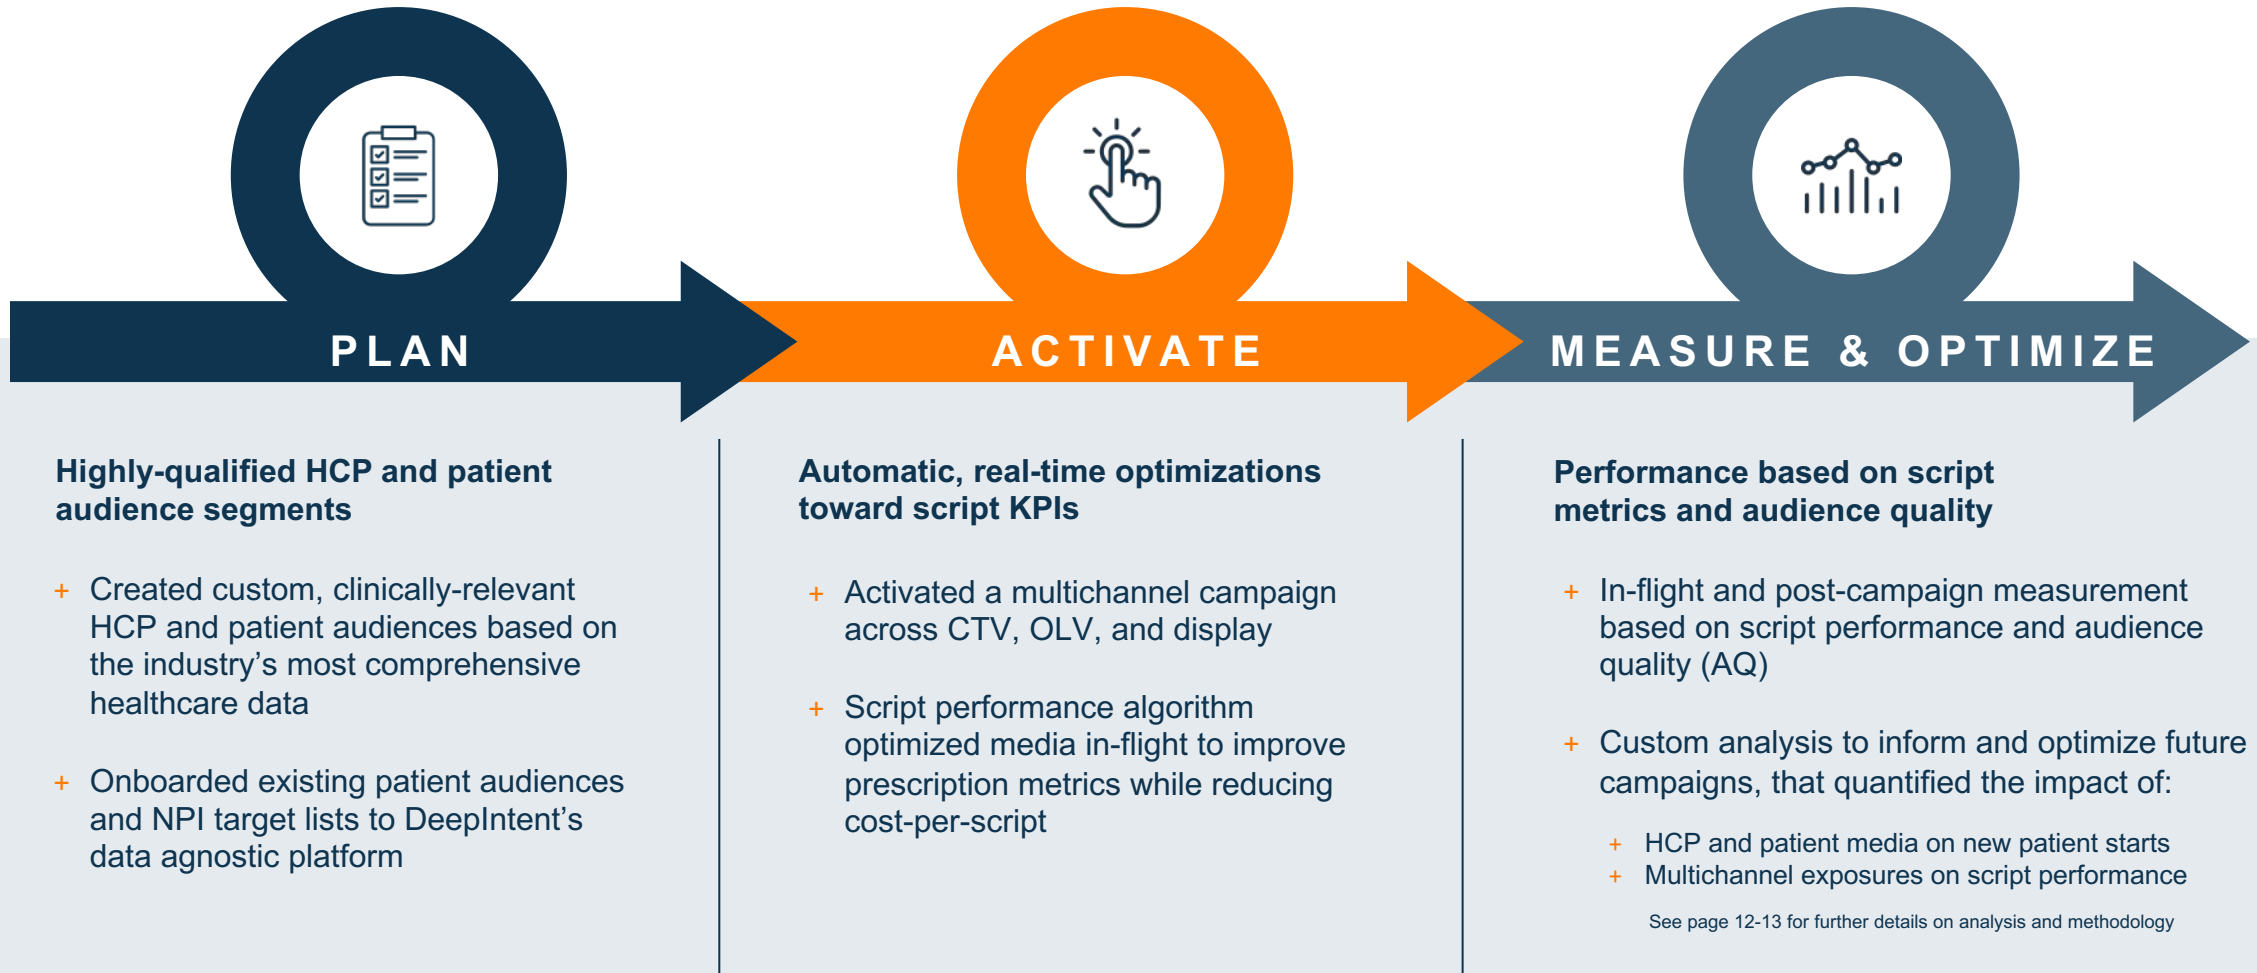 PLAN
Highly-qualified HCP and patient
audience segments
+ Created custom, clinically-relevant
HCP and patient audiences based on
the industry’s most comprehensive
healthcare data
+ Onboarded existing patient audiences
and NPI target lists to DeepIntent’s
data agnostic platform
ACTIVATE
Automatic, real-time optimizations
toward script KPIs
+ Activated a multichannel campaign
across CTV, OLV, and display
+ Script performance algorithm
optimized media in-flight to improve
prescription metrics while reducing
cost-per-script
MEASURE & OPTIMIZE
Performance based on script
metrics and audience quality
+ In-flight and post-campaign measurement
based on script performance and audience
quality (AQ)
+ Custom analysis to inform and optimize future
campaigns, that quantified the impact of:
+ HCP and patient media on new patient starts
+ Multichannel exposures on script performance
See page 12-13 for further details on analysis and methodology